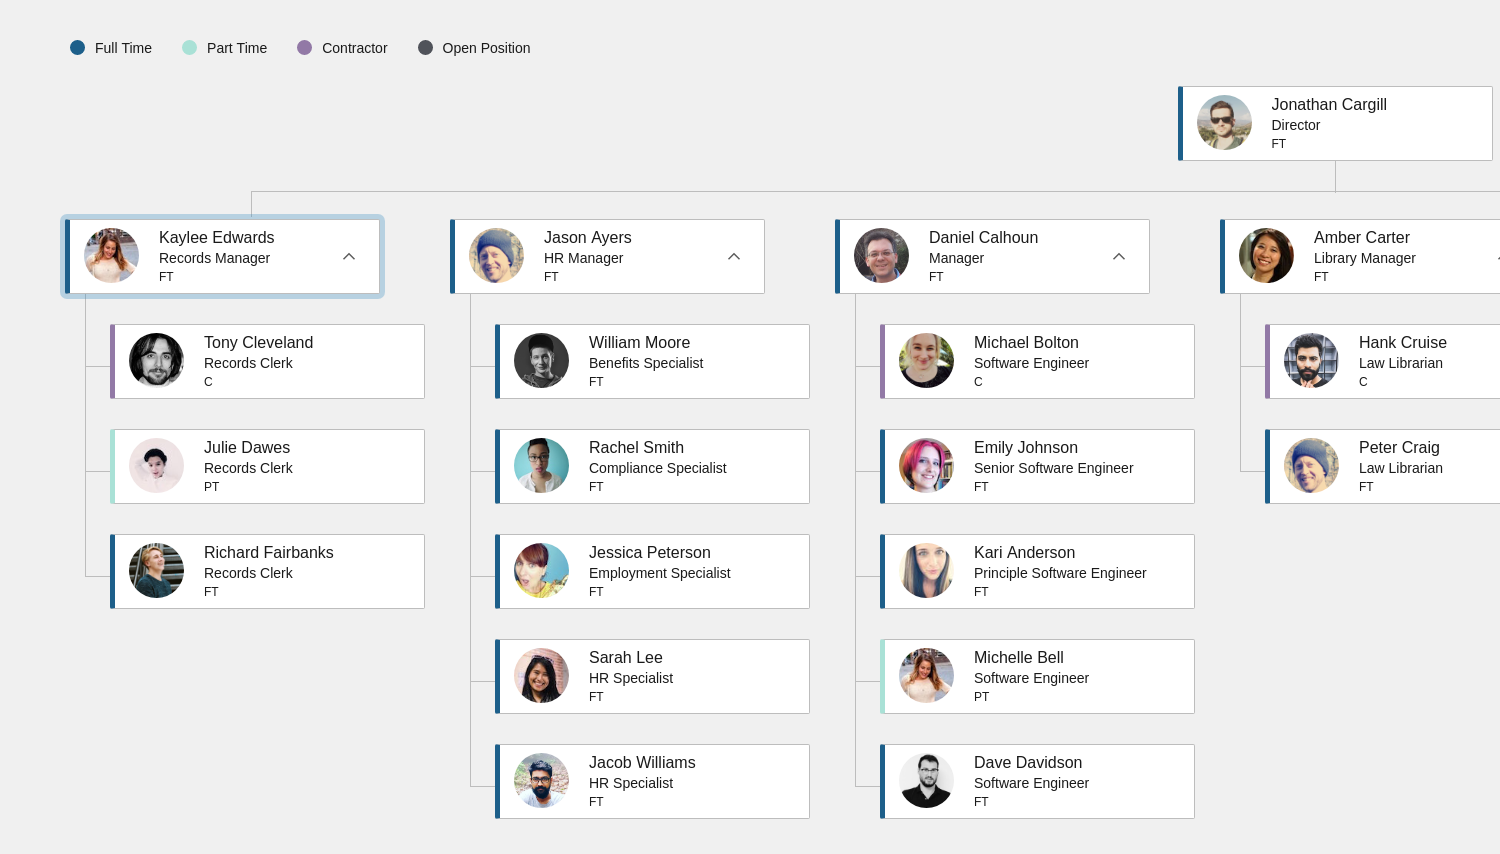 Full Time
Part Time
Contractor
Open Position
Jonathan Cargill
Director
FT
Kaylee Edwards
Records Manager
FT
Jason Ayers
HR Manager
FT
Daniel Calhoun
Manager
FT
Amber Carter
Library Manager
FT
Tony Cleveland
Records Clerk
C
William Moore
Benefits Specialist
FT
Michael Bolton
Software Engineer
C
Hank Cruise
Law Librarian
C
Julie Dawes
Records Clerk
PT
Rachel Smith
Compliance Specialist
FT
Emily Johnson
Senior Software Engineer
FT
Peter Craig
Law Librarian
FT
Richard Fairbanks
Records Clerk
FT
Jessica Peterson
Employment Specialist
FT
Kari Anderson
Principle Software Engineer
FT
Sarah Lee
HR Specialist
FT
Michelle Bell
Software Engineer
PT
Jacob Williams
HR Specialist
FT
Dave Davidson
Software Engineer
FT